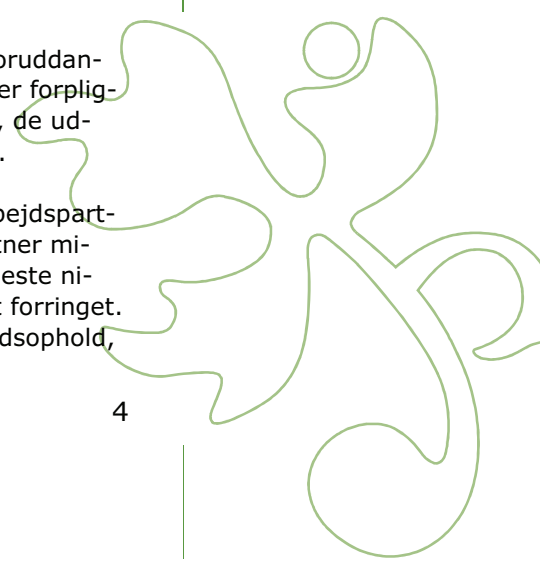 oruddan-
er forplig-
, de ud-
.
bejdspart-
tner mi-
este ni-
t forringet.
dsophold,
4